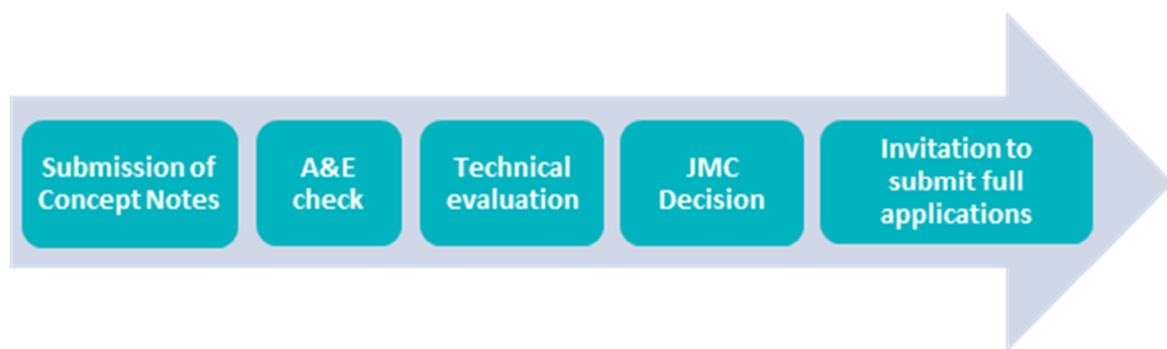 Submission of
Concept Notes
A&E
check
Technical
evaluation
JMC
Decision
Invitation to
submit full
applications